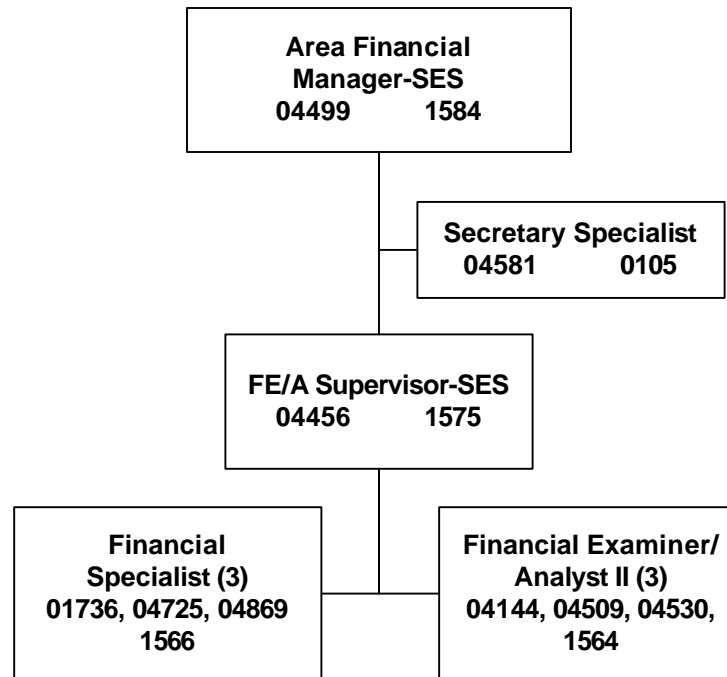 Area Financial
Manager-SES
04499 1584
Secretary Specialist
04581 0105
FE/A Supervisor-SES
04456 1575
Financial
Specialist (3)
01736, 04725, 04869
1566
Financial Examiner/
Analyst II (3)
04144, 04509, 04530,
1564